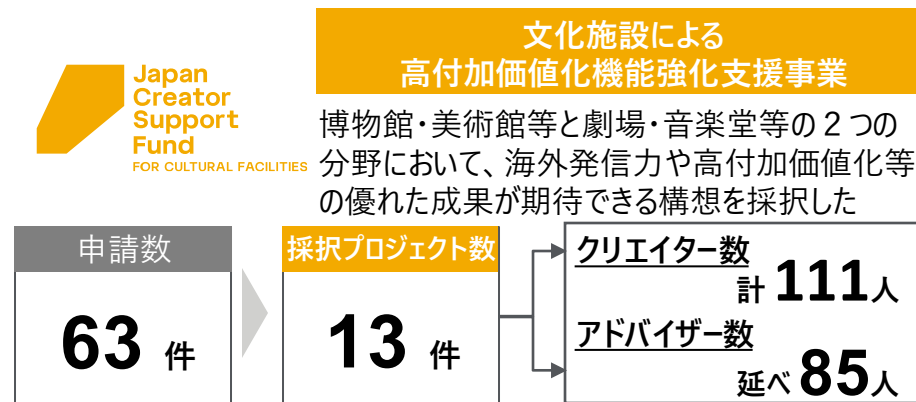 Japan
Creator
Support
Fund
FOR CULTURAL FACILITIES
文化施設による
高付加価値化機能強化支援事業
博物館・美術館等と劇場・音楽堂等の２つの
分野において、海外発信力や高付加価値化等
の優れた成果が期待できる構想を採択した
申請数
63 件
採択プロジェクト数
13 件
クリエイター数
計 111人
アドバイザー数
延べ 85人